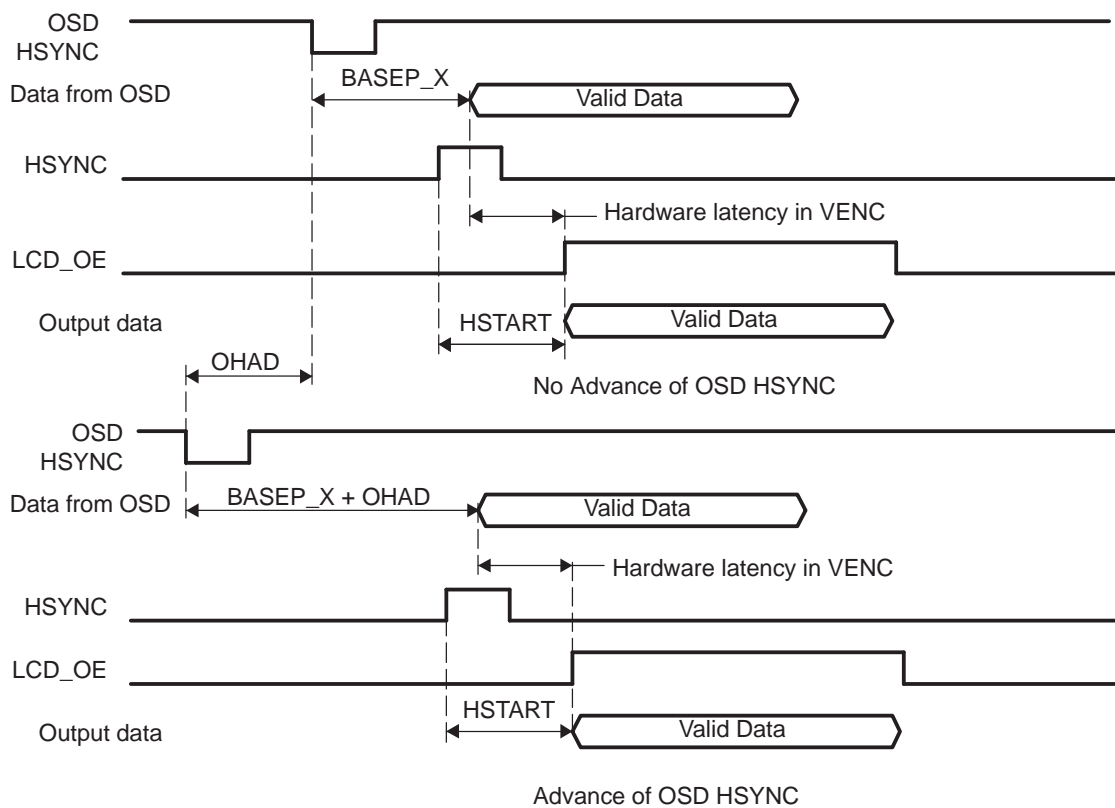 OSD
HSYNC
BASEP_X
Data from OSD
Valid Data
HSYNC
Hardware latency in VENC
LCD_OE
Output data
HSTART
Valid Data
OHAD
No Advance of OSD HSYNC
OSD
HSYNC
Data from OSD
BASEP_X + OHAD
Valid Data
Hardware latency in VENC
HSYNC
LCD_OE
HSTART
Output data
Valid Data
Advance of OSD HSYNC